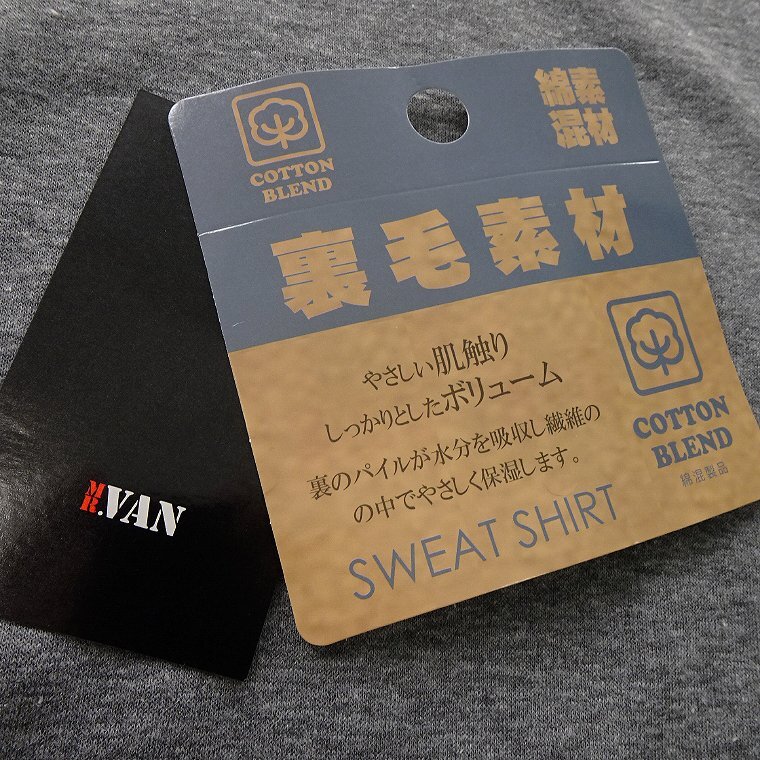 COTTON
BLEND
綿素
混材
裏毛素材
やさしい肌触り
しっかりとしたボリューム
裏のパイルが水分を吸収し繊維の
の中でやさしく保湿します。
SWEAT SHIRT
COTTON
BLEND
綿混製品
MR.VAN